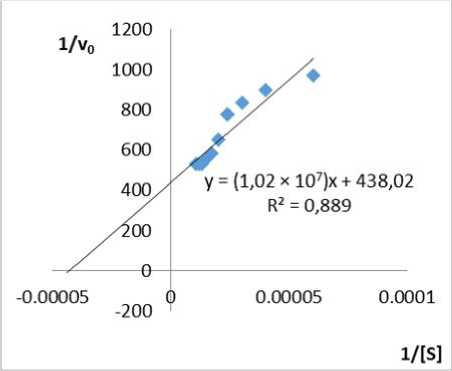 1200
1/v₀
1000
800
600
y = (1,02 × 10⁷)x + 438,02
400
R² = 0,889
200
0
-0.00005 0 0.00005 0.0001
-200
1/[S]